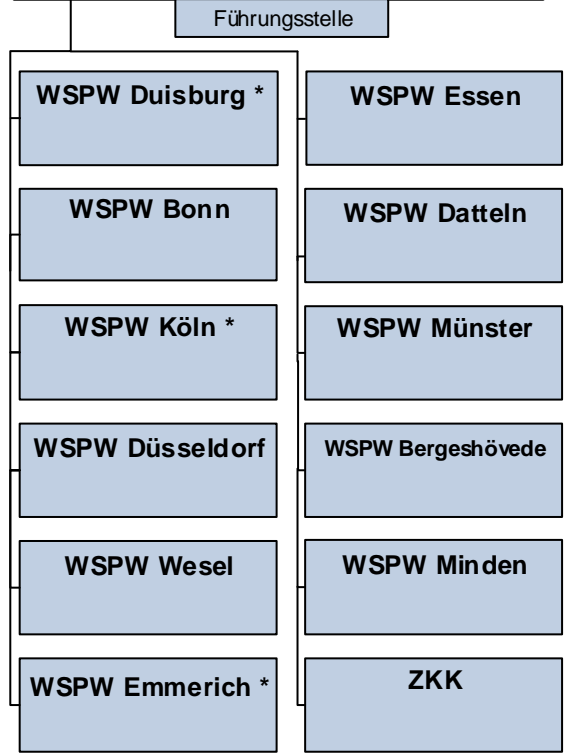 Führungsstelle
WSPW Duisburg *
WSPW Bonn
WSPW Köln *
WSPW Düsseldorf
WSPW Wesel
WSPW Emmerich *
WSPW Essen
WSPW Datteln
WSPW Münster
WSPW Bergeshövede
WSPW Minden
ZKK